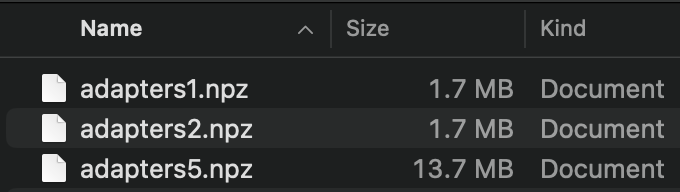 Name Size Kind
adapters1.npz 1.7 MB Document
adapters2.npz 1.7 MB Document
adapters5.npz 13.7 MB Document